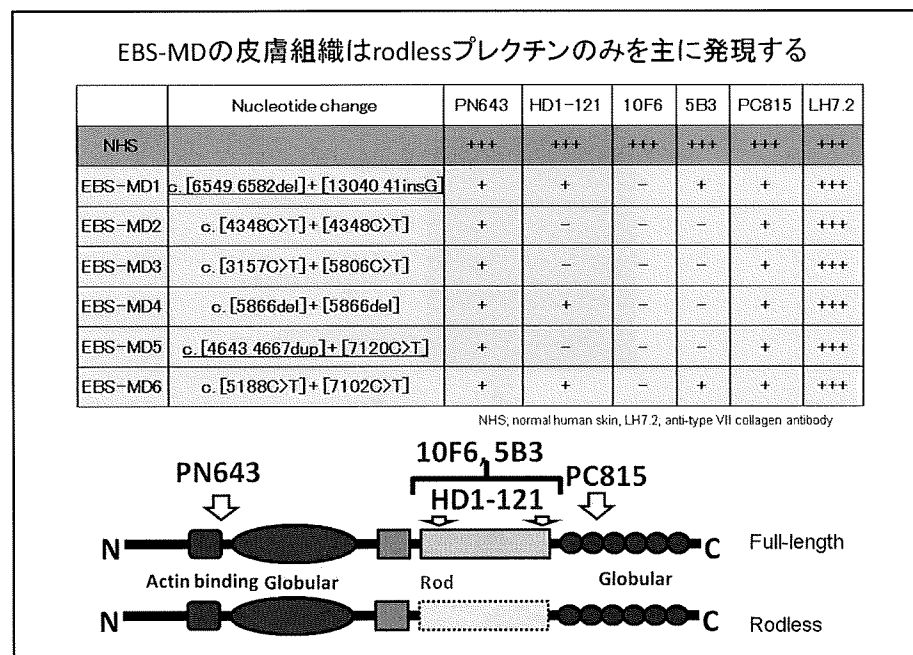 EBS-MDの皮膚組織はrodlessプレクチンのみを主に発現する
Nucleotide change PN643 HD1-121 10F6 5B3 PC815 LH7.2
NHS +++ +++ +++ +++ +++ +++
EBS-MD1 c.[6549 6582del]+[13040 41insG] + + - + + +++
EBS-MD2 c.[4348C>T]+[4348C>T] + - - - + +++
EBS-MD3 c.[3157C>T]+[5806C>T] + - - - + +++
EBS-MD4 c.[5866del]+[5866del] + + - - + +++
EBS-MD5 c.[4643 4667dup]+[7120C>T] + - - - + +++
EBS-MD6 c.[5188C>T]+[7102C>T] + + - + + +++
NHS; normal human skin, LH7.2; anti-type VII collagen antibody
10F6, 5B3
PN643 HD1-121 PC815
N C Full-length
Actin binding Globular Rod Globular
N C Rodless